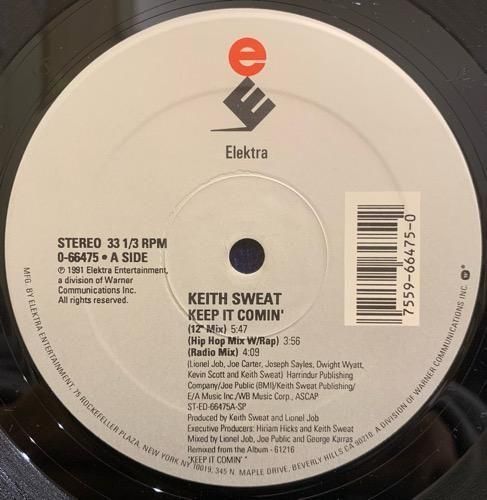 e
E
Elektra
STEREO 33 1/3 RPM
0-66475 • A SIDE
℗ 1991 Elektra Entertainment,
a division of Warner
Communications Inc.
All rights reserved.
7559-66475-0
KEITH SWEAT
KEEP IT COMIN'
(12" Mix) 5:47
(Hip Hop Mix W/Rap) 3:56
(Radio Mix) 4:09
(Lionel Job, Joe Carter, Joseph Sayles, Dwight Wyatt,
Kevin Scott and Keith Sweat) Harrindur Publishing
Company/Joe Public (BMI)/Keith Sweat Publishing/
E/A Music Inc./WB Music Corp., ASCAP
ST-ED-66475A-SP
Produced by Keith Sweat and Lionel Job
Executive Producers: Hiriam Hicks and Keith Sweat
Mixed by Lionel Job, Joe Public and George Karras
Remixed from the Album - 61216
"KEEP IT COMIN'"
MFG. BY ELEKTRA ENTERTAINMENT, 75 ROCKEFELLER PLAZA, NEW YORK NY 10019, 345 N. MAPLE DRIVE, BEVERLY HILLS CA 90210, A DIVISION OF WARNER COMMUNICATIONS INC.